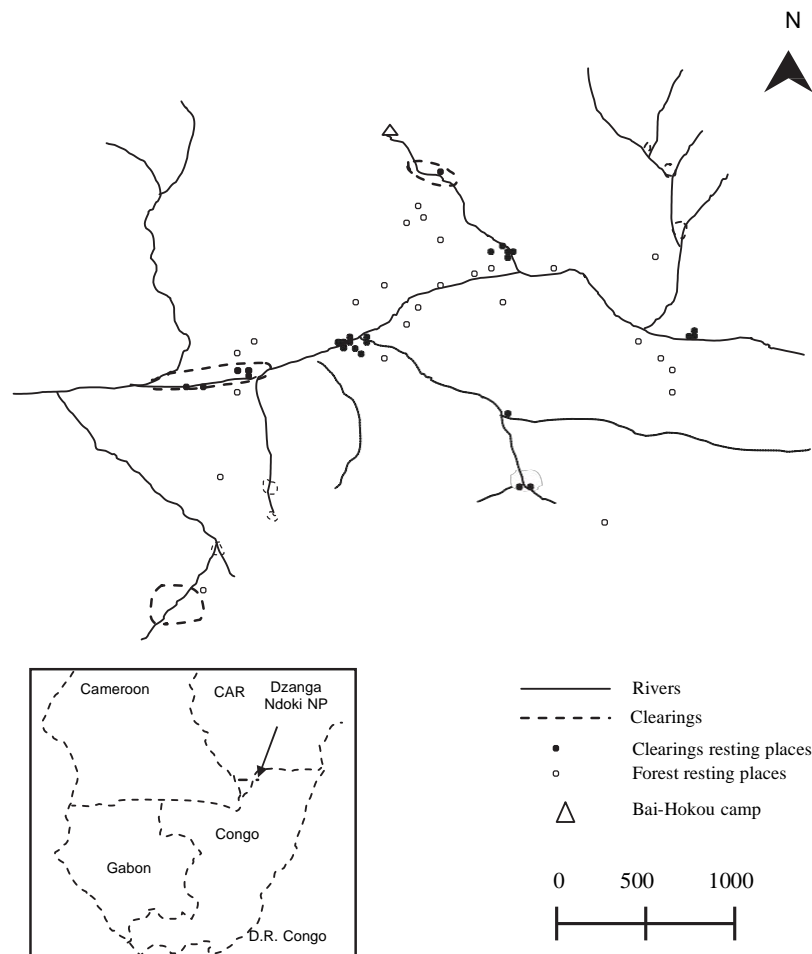 N
Cameroon
CAR
Dzanga
Ndoki NP
Congo
Gabon
D.R. Congo
Rivers
Clearings
Clearings resting places
Forest resting places
Bai-Hokou camp
0 500 1000